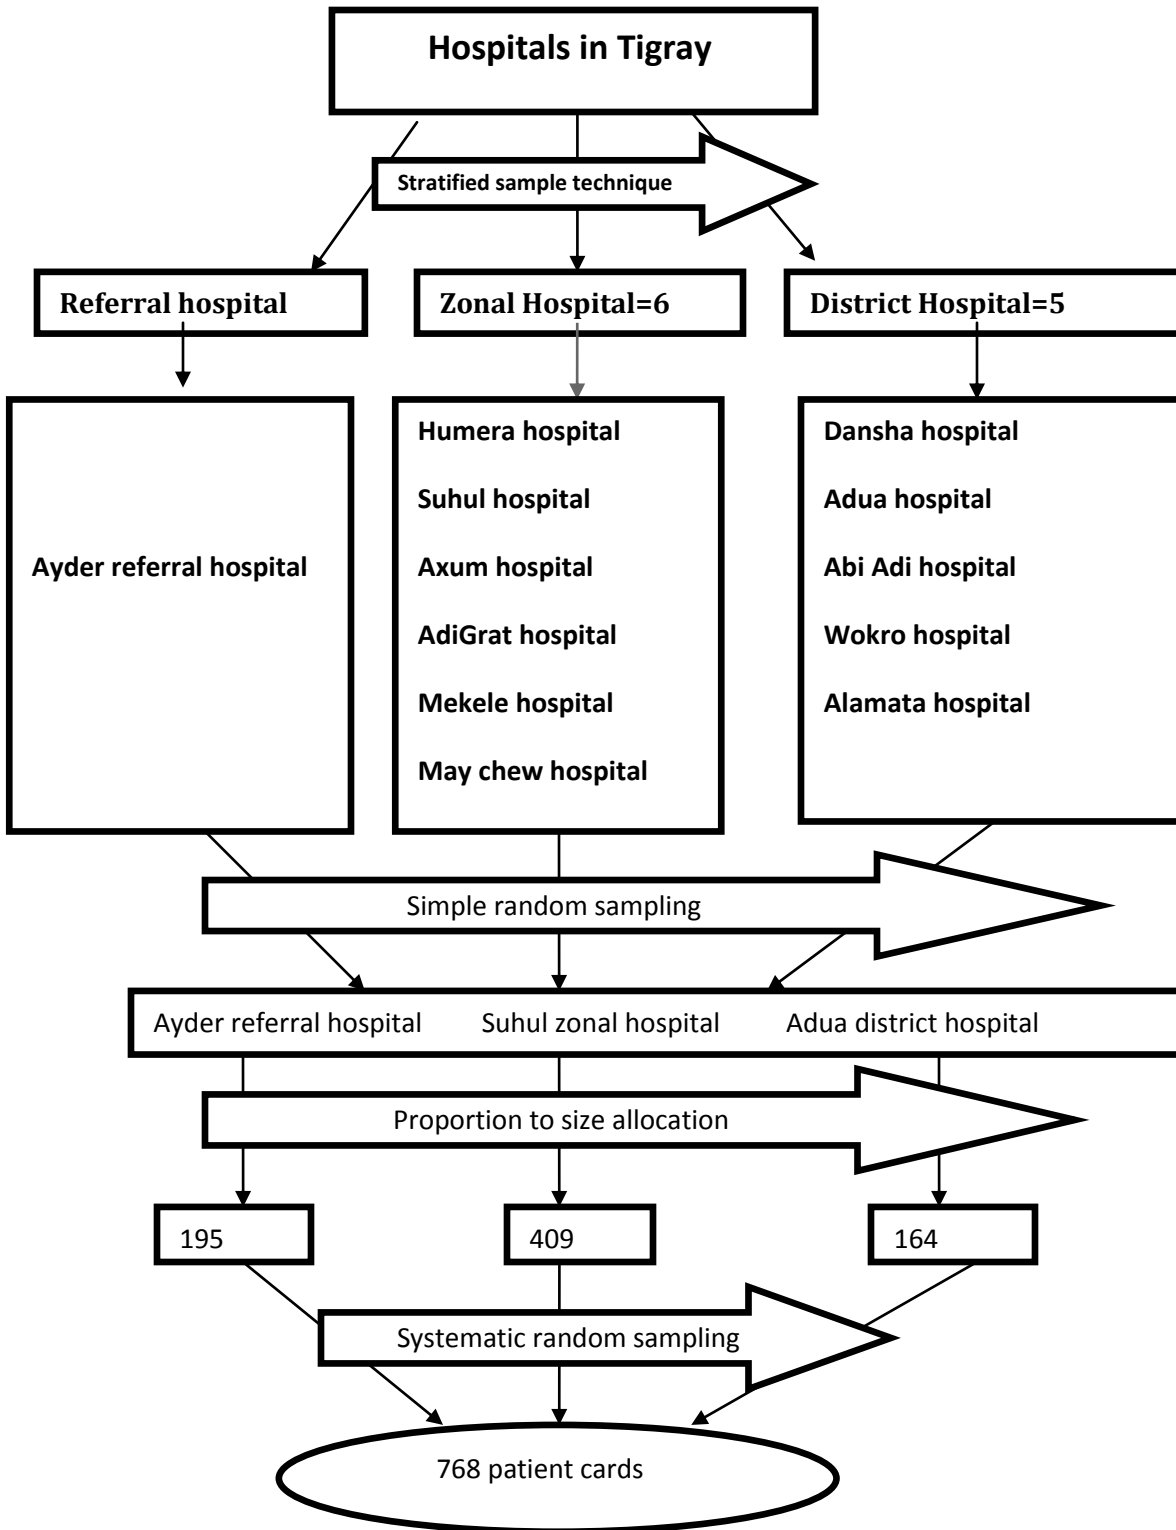 Hospitals in Tigray
Stratified sample technique
Referral hospital
Zonal Hospital=6
District Hospital=5
Ayder referral hospital
Humera hospital
Suhul hospital
Axum hospital
AdiGrat hospital
Mekele hospital
May chew hospital
Dansha hospital
Adua hospital
Abi Adi hospital
Wokro hospital
Alamata hospital
Simple random sampling
Ayder referral hospital Suhul zonal hospital Adua district hospital
Proportion to size allocation
195
409
164
Systematic random sampling
768 patient cards